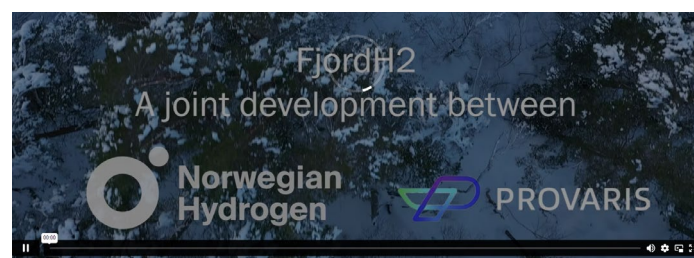 FjordH2
A joint development between
Norwegian
Hydrogen
PROVARIS
00:00